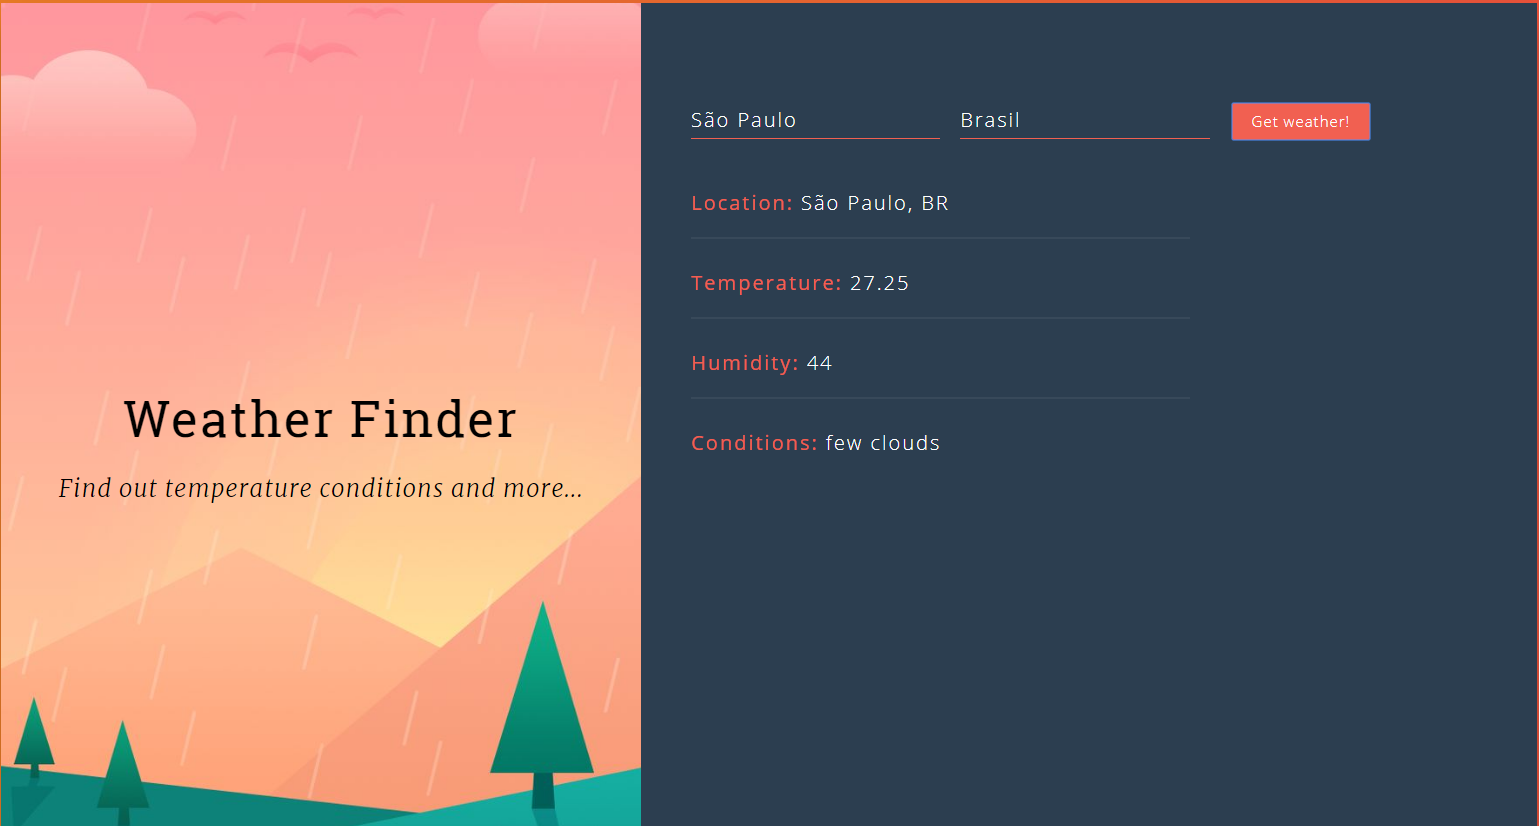 Weather Finder
Find out temperature conditions and more...
São Paulo
Brasil
Get weather!
Location: São Paulo, BR
Temperature: 27.25
Humidity: 44
Conditions: few clouds